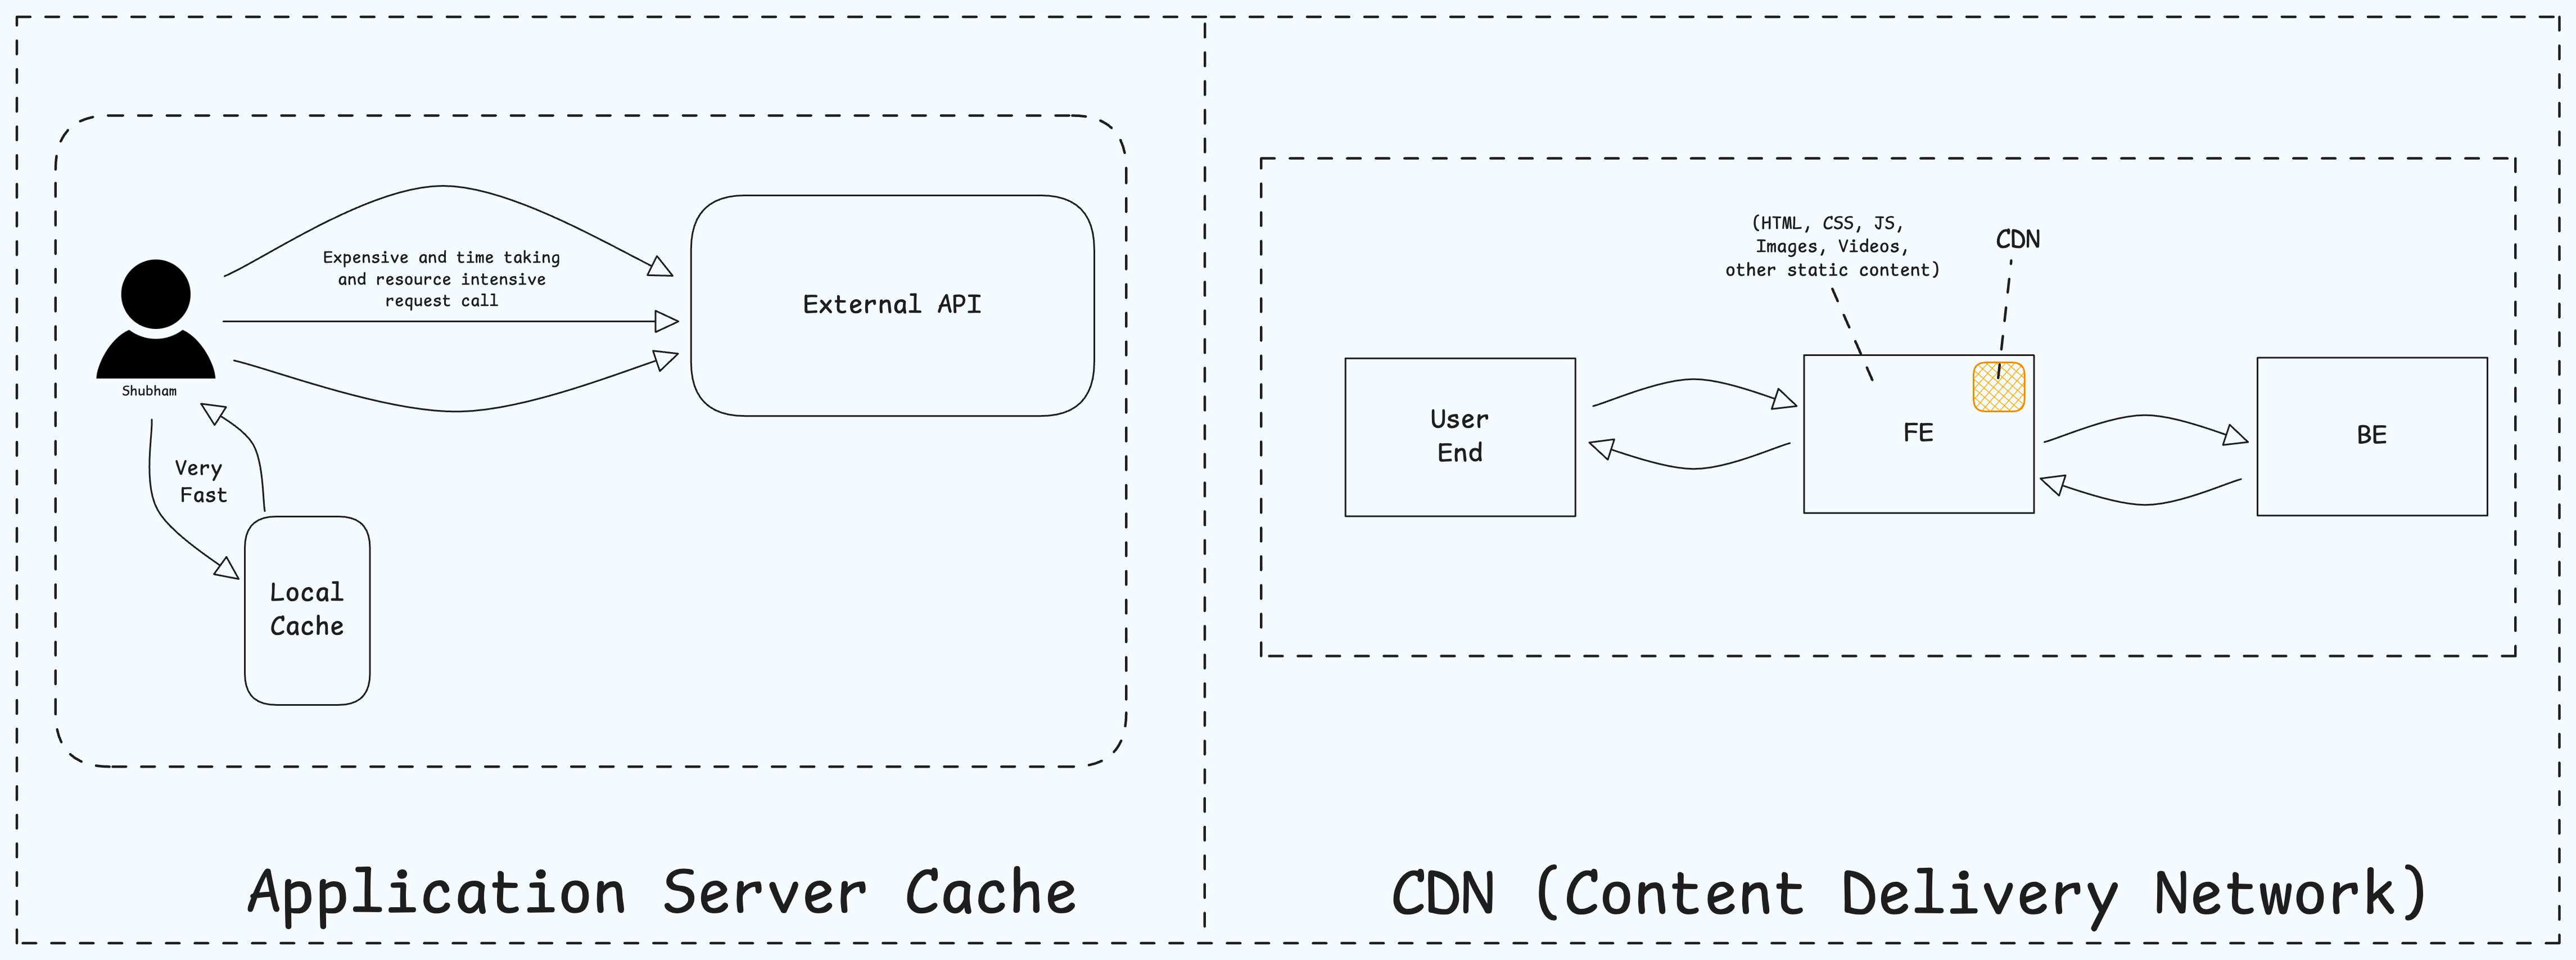 Expensive and time taking
and resource intensive
request call
External API
Shubham
Very
Fast
Local
Cache
Application Server Cache
(HTML, CSS, JS,
Images, Videos,
other static content)
CDN
User
End
FE
BE
CDN (Content Delivery Network)